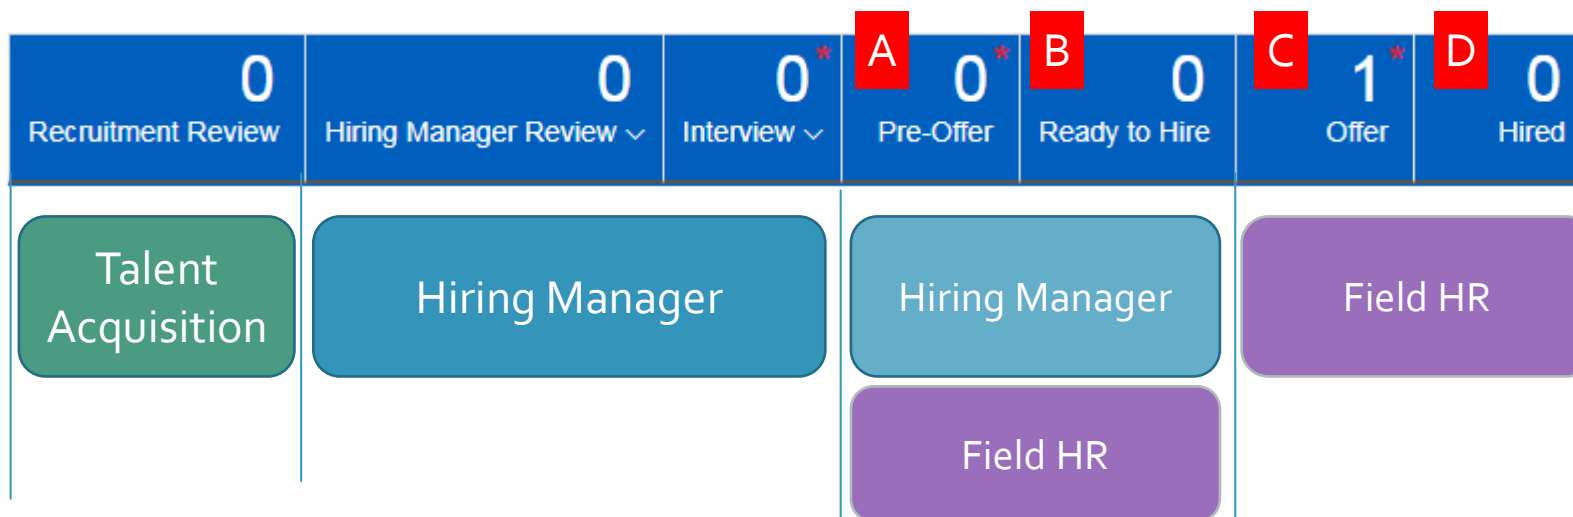 0
Recruitment Review
0
Hiring Manager Review
0*
Interview
A
0*
Pre-Offer
B
0
Ready to Hire
C
1*
Offer
D
0
Hired
Talent
Acquisition
Hiring Manager
Hiring Manager
Field HR
Field HR